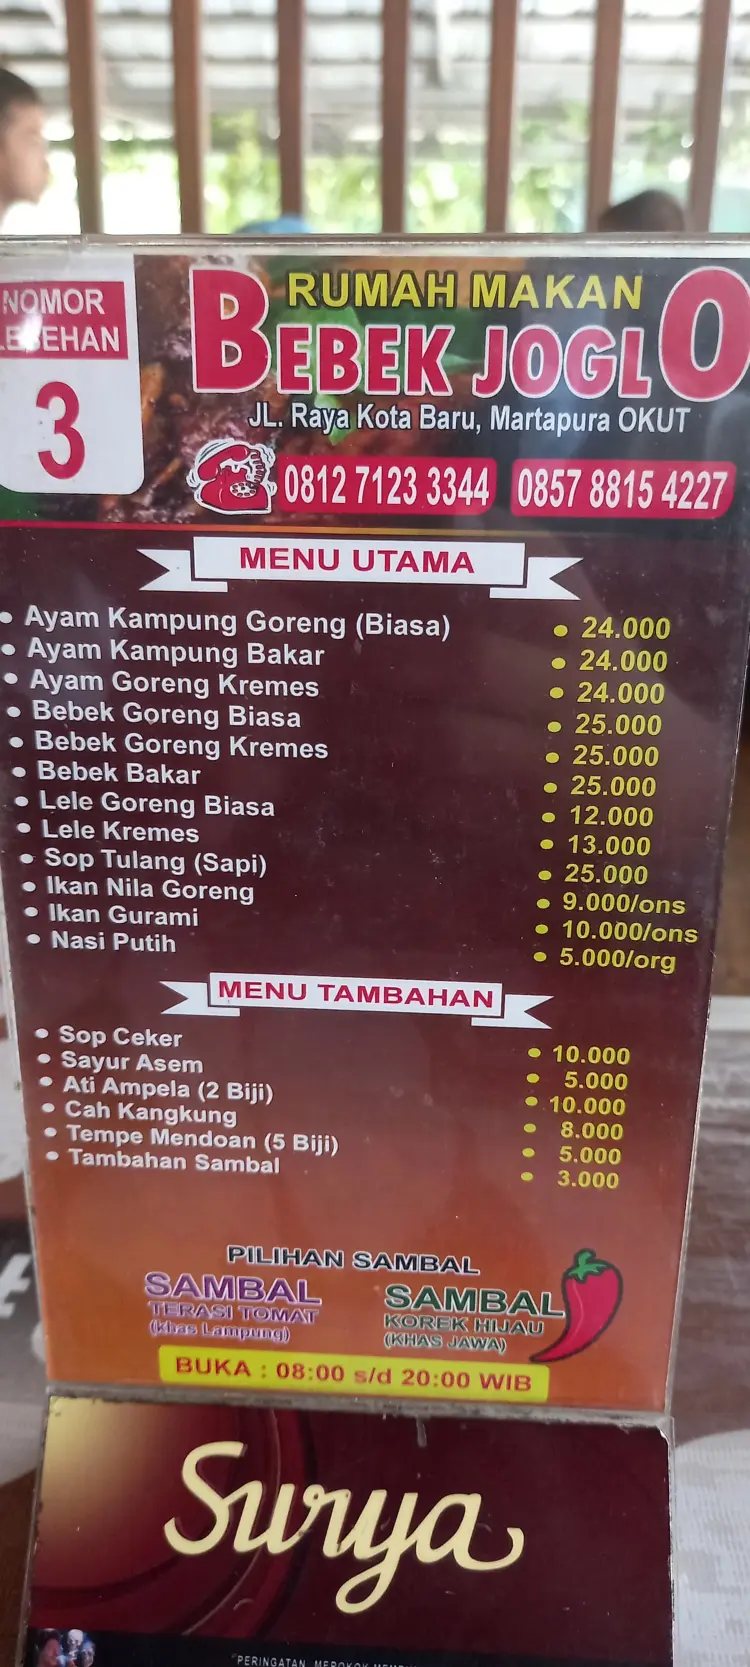 NOMOR
LESEHAN
3
RUMAH MAKAN
BEBEK JOGLO
JL. Raya Kota Baru, Martapura OKUT
0812 7123 3344 0857 8815 4227
MENU UTAMA
• Ayam Kampung Goreng (Biasa) • 24.000
• Ayam Kampung Bakar • 24.000
• Ayam Goreng Kremes • 24.000
• Bebek Goreng Biasa • 25.000
• Bebek Goreng Kremes • 25.000
• Bebek Bakar • 25.000
• Lele Goreng Biasa • 12.000
• Lele Kremes • 13.000
• Sop Tulang (Sapi) • 25.000
• Ikan Nila Goreng • 9.000/ons
• Ikan Gurami • 10.000/ons
• Nasi Putih • 5.000/org
MENU TAMBAHAN
• Sop Ceker • 10.000
• Sayur Asem • 5.000
• Ati Ampela (2 Biji) • 10.000
• Cah Kangkung • 8.000
• Tempe Mendoan (5 Biji) • 5.000
• Tambahan Sambal • 3.000
PILIHAN SAMBAL
SAMBAL
TERASI TOMAT
(khas Lampung)
SAMBAL
KOREK HIJAU
(KHAS JAWA)
BUKA : 08:00 s/d 20:00 WIB
Surya
"PERINGATAN MEROKOK